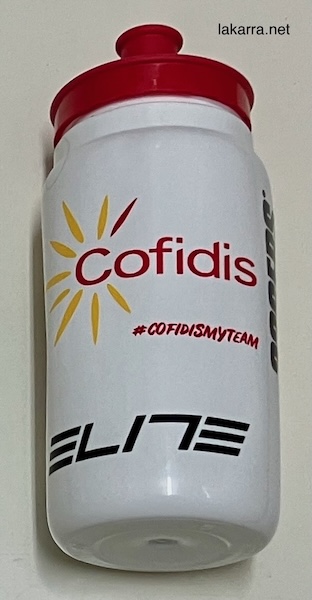 lakarra.net
Cofidis
#COFIDISMYTEAM
ELITE